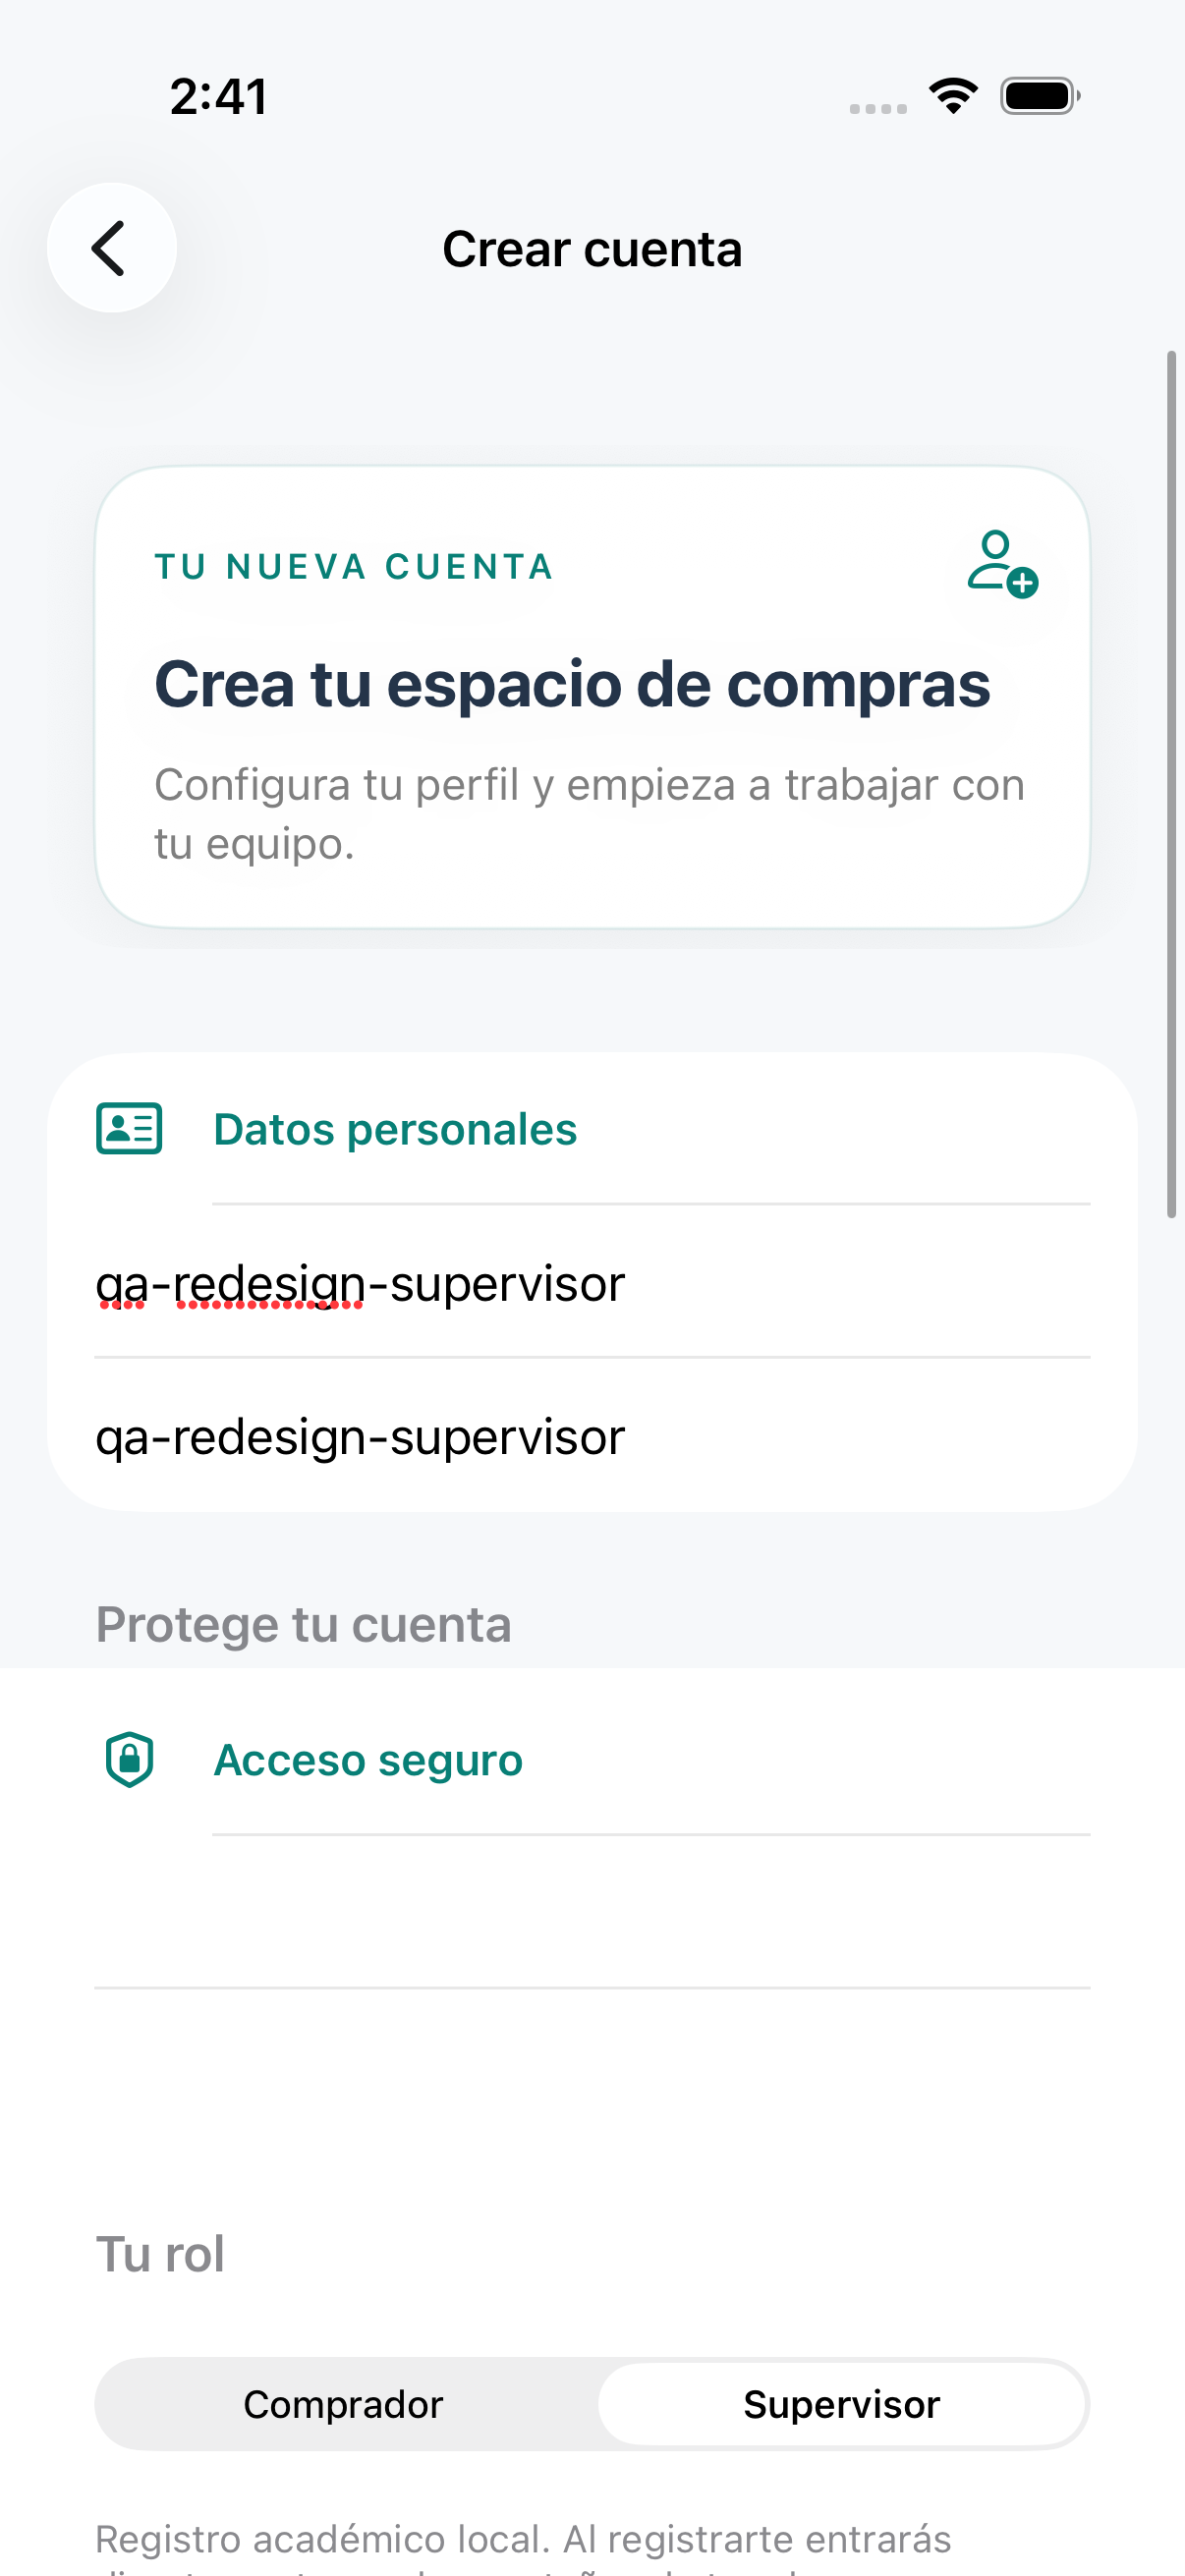 2:41
Crear cuenta
TU NUEVA CUENTA
Crea tu espacio de compras
Configura tu perfil y empieza a trabajar con
tu equipo.
Datos personales
qa-redesign-supervisor
qa-redesign-supervisor
Protege tu cuenta
Acceso seguro
Tu rol
Comprador
Supervisor
Registro académico local. Al registrarte entrarás